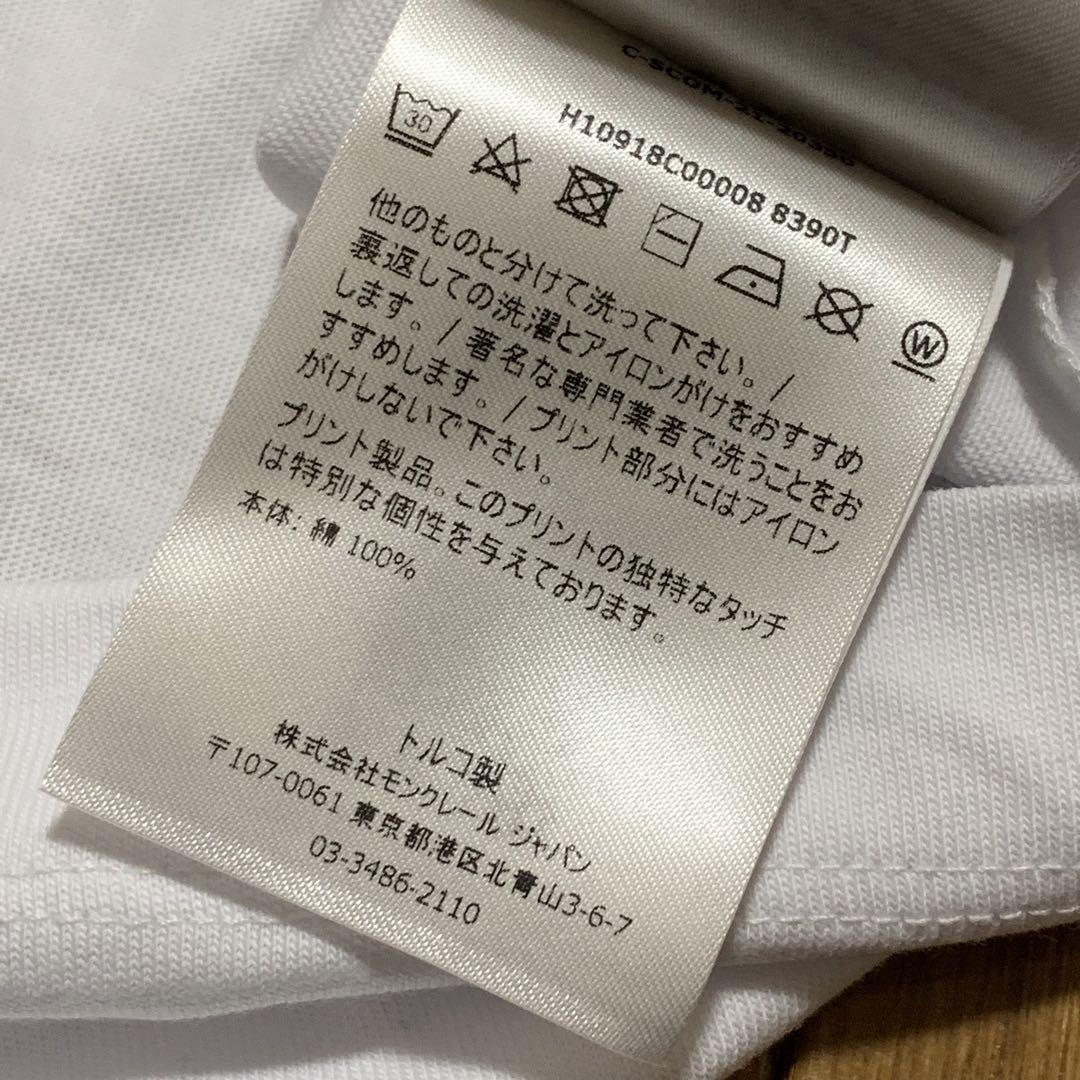 H10918C00008 8390T
30
W
他のものと分けて洗って下さい。/
裏返しての洗濯とアイロンがけをおすすめ
します。/ 著名な専門業者で洗うことをお
すすめします。/ プリント部分にはアイロン
がけしないで下さい。
プリント製品。このプリントの独特なタッチ
は特別な個性を与えております。
本体: 綿 100%
トルコ製
株式会社モンクレール ジャパン
〒107-0061 東京都港区北青山3-6-7
03-3486-2110